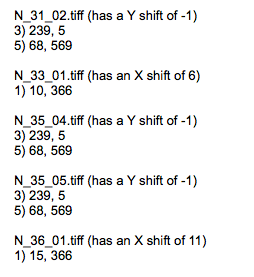 N_31_02.tiff (has a Y shift of -1)
3) 239, 5
5) 68, 569
N_33_01.tiff (has an X shift of 6)
1) 10, 366
N_35_04.tiff (has a Y shift of -1)
3) 239, 5
5) 68, 569
N_35_05.tiff (has a Y shift of -1)
3) 239, 5
5) 68, 569
N_36_01.tiff (has an X shift of 11)
1) 15, 366